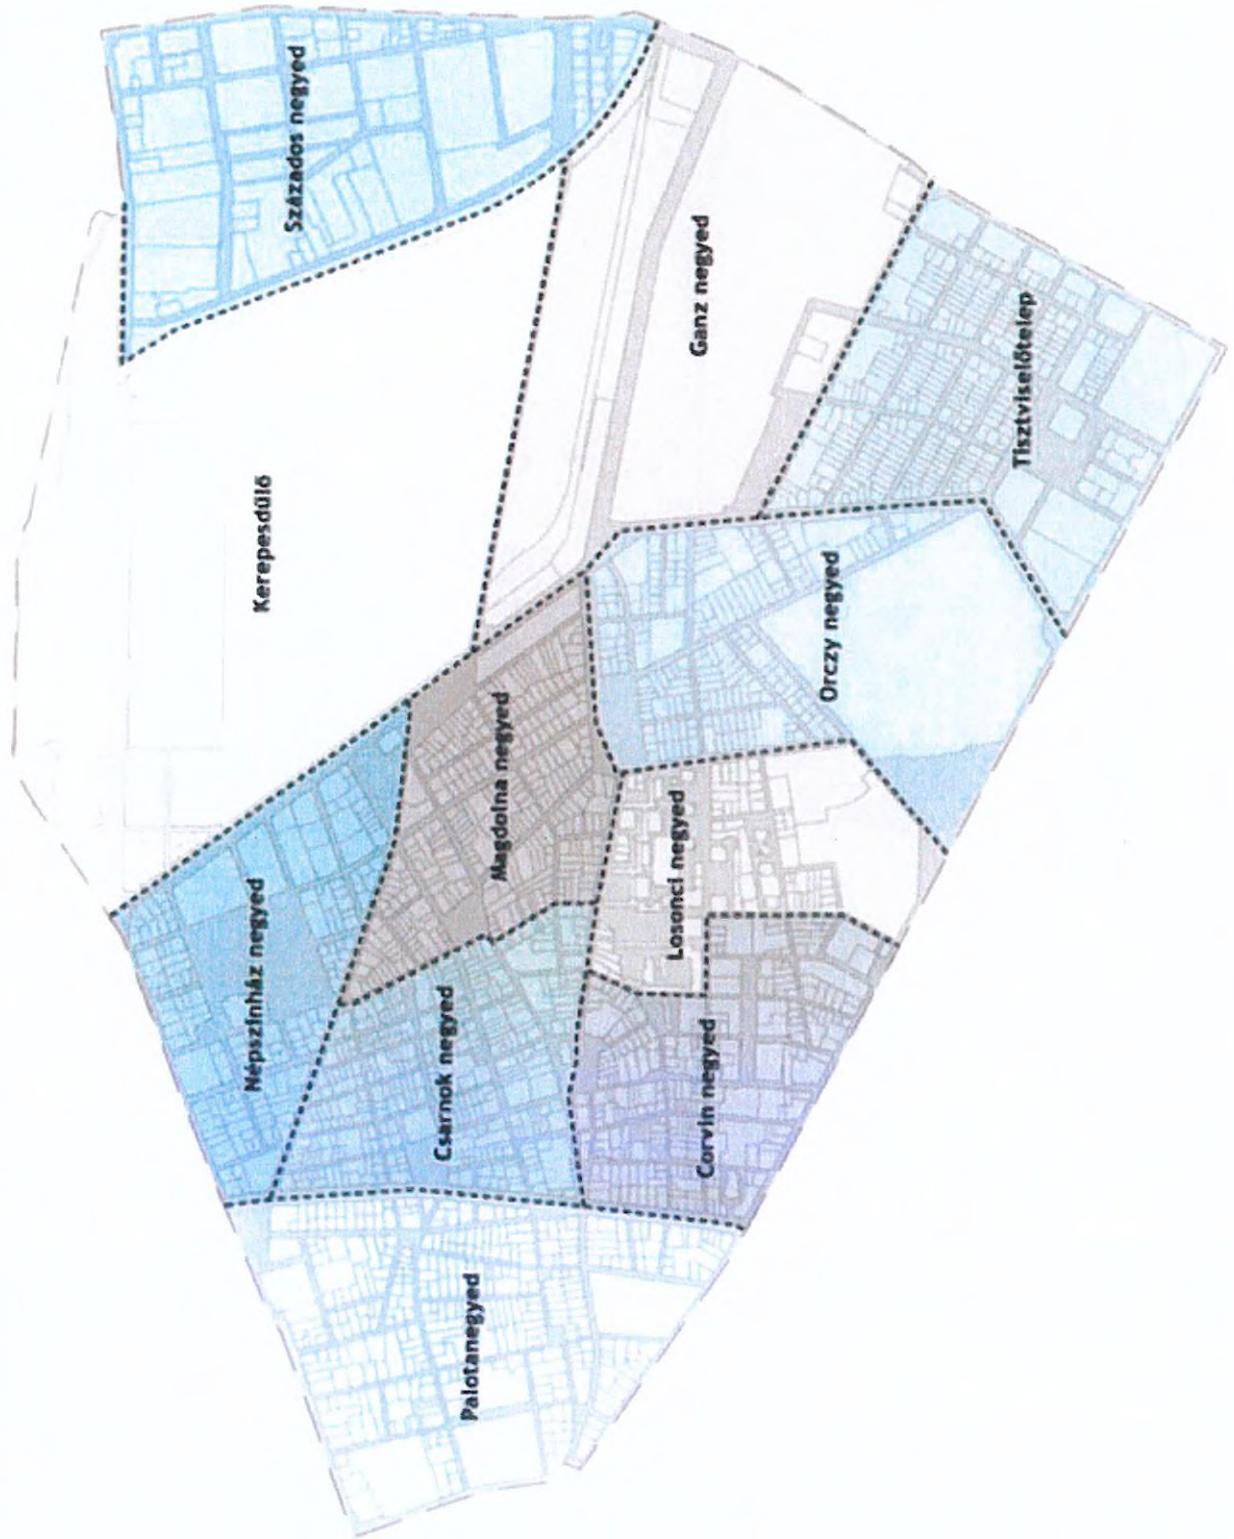 Palotanegyed
Népszínház negyed
Csarnok negyed
Corvin negyed
Magdolna negyed
Losonci negyed
Kerepesdűlő
Orczy negyed
Százados negyed
Ganz negyed
Tisztviselőtelep